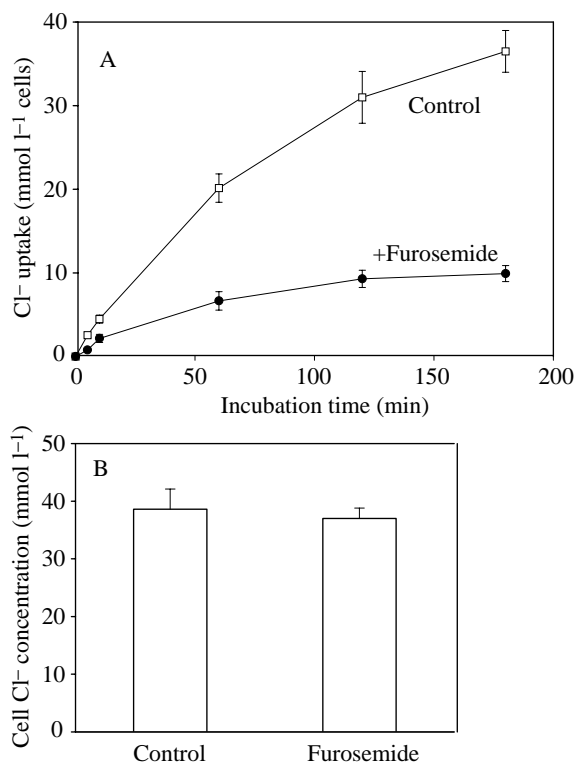 40
A
30
Control
20
+Furosemide
10
0
0 50 100 150 200
Incubation time (min)
Cl− uptake (mmol l−1 cells)
50
B
40
30
20
10
0
Control Furosemide
Cell Cl− concentration (mmol l−1)